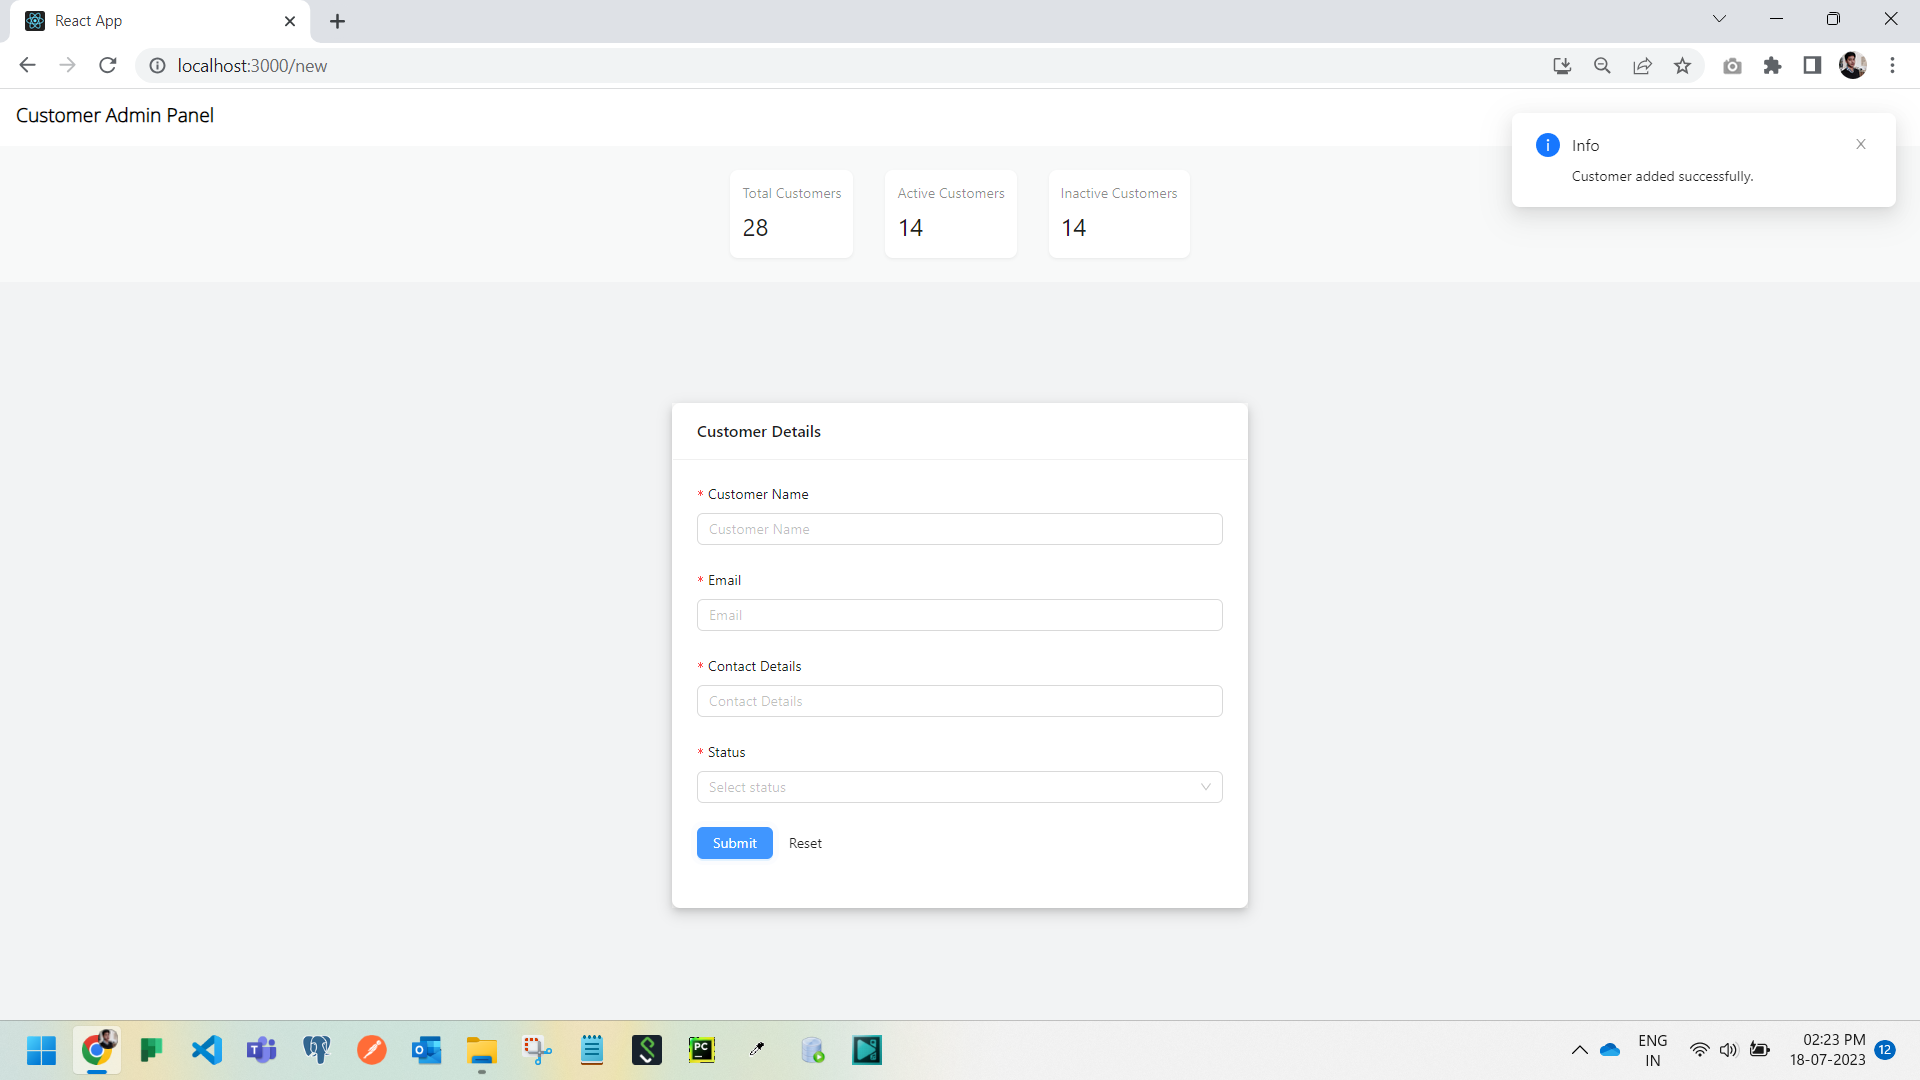 React App
localhost:3000/new
Customer Admin Panel
Info
Customer added successfully.
Total Customers
28
Active Customers
14
Inactive Customers
14
Customer Details
* Customer Name
Customer Name
* Email
Email
* Contact Details
Contact Details
* Status
Select status
Submit
Reset
ENG
IN
02:23 PM
18-07-2023
12
PC